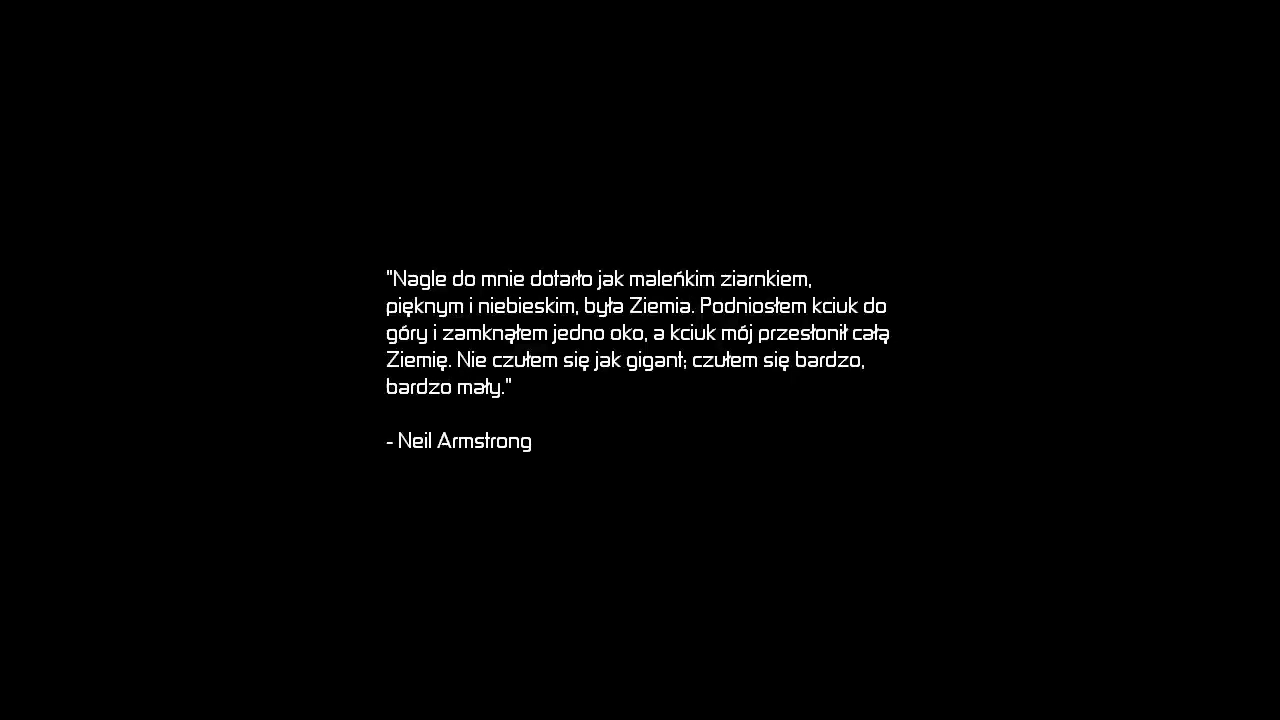 "Nagle do mnie dotarło jak maleńkim ziarnkiem,
pięknym i niebieskim, była Ziemia. Podniosłem kciuk do
góry i zamknąłem jedno oko, a kciuk mój przesłonił całą
Ziemię. Nie czułem się jak gigant; czułem się bardzo,
bardzo mały."
- Neil Armstrong